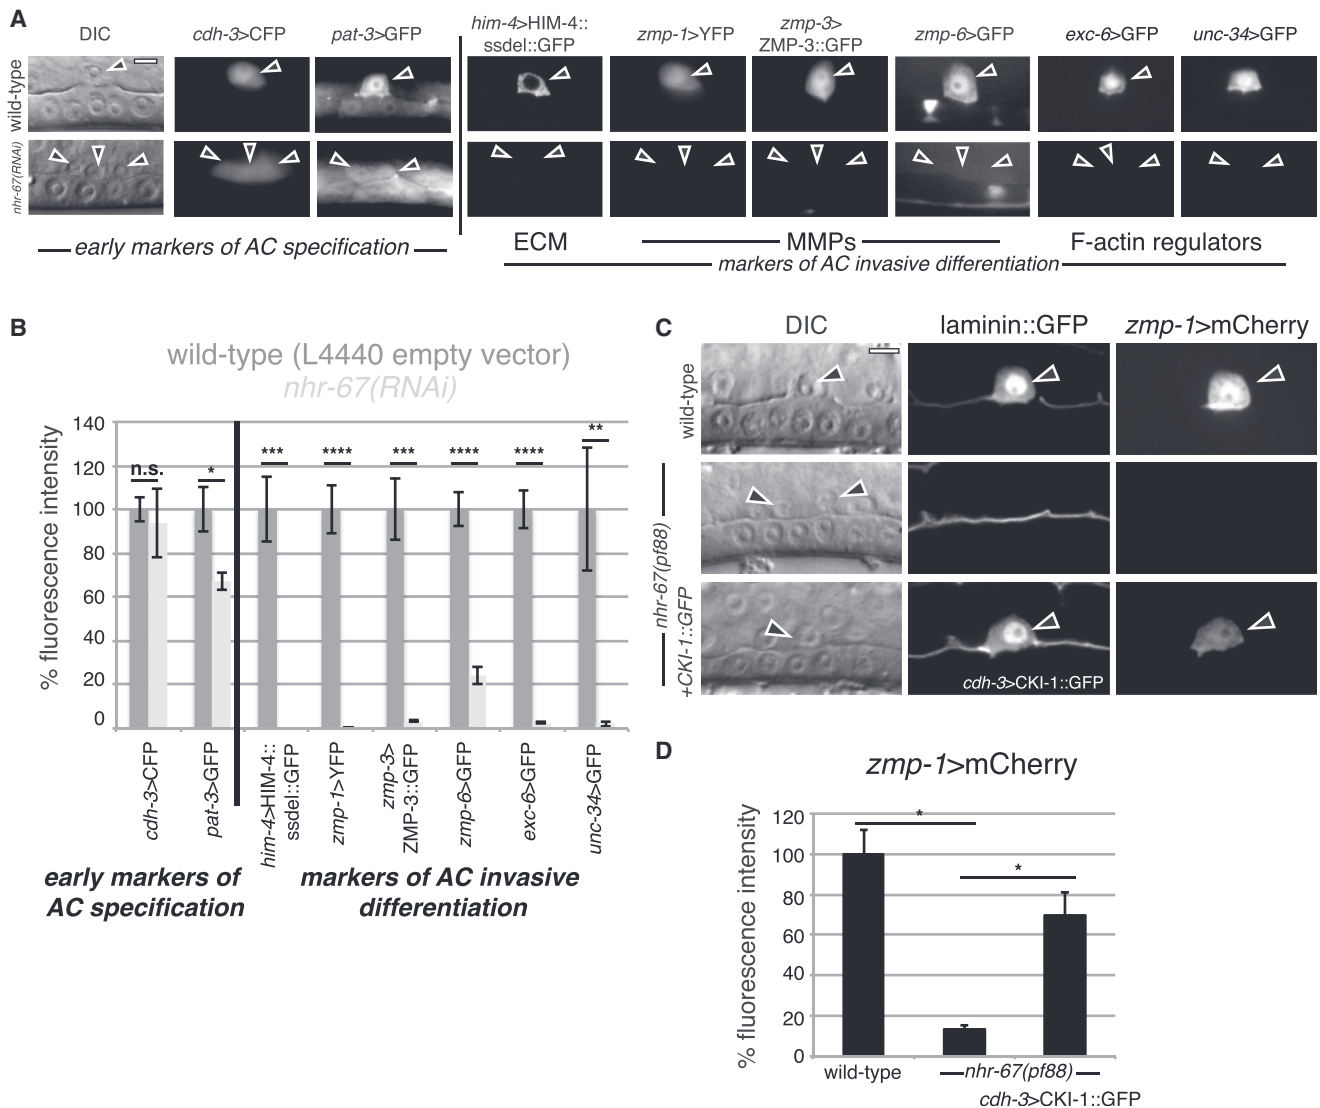 A
DIC
cdh-3>CFP
pat-3>GFP
him-4>HIM-4::
ssdel::GFP
zmp-1>YFP
zmp-3>
ZMP-3::GFP
zmp-6>GFP
exc-6>GFP
unc-34>GFP
wild-type
nhr-67(RNAi)
early markers of AC specification
ECM
MMPs
F-actin regulators
markers of AC invasive differentiation
B
wild-type (L4440 empty vector)
nhr-67(RNAi)
% fluorescence intensity
140
120
100
80
60
40
20
0
n.s.
*
***
****
***
****
****
**
cdh-3>CFP
pat-3>GFP
him-4>HIM-4::
ssdel::GFP
zmp-1>YFP
zmp-3>
ZMP-3::GFP
zmp-6>GFP
exc-6>GFP
unc-34>GFP
early markers of
AC specification
markers of AC invasive
differentiation
C
DIC
laminin::GFP
zmp-1>mCherry
wild-type
nhr-67(pf88)
+CKI-1::GFP
cdh-3>CKI-1::GFP
D
zmp-1>mCherry
% fluorescence intensity
120
100
80
60
40
20
0
*
*
wild-type
nhr-67(pf88)
cdh-3>CKI-1::GFP